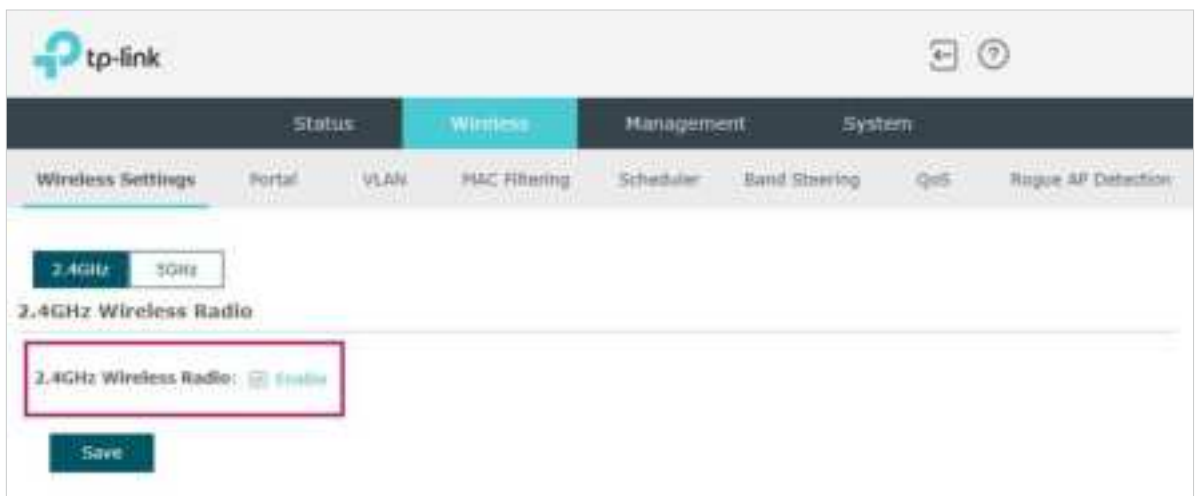 tp-link
?
Status Wireless Management System
Wireless Settings Portal VLAN MAC Filtering Scheduler Band Steering QoS Rogue AP Detection
2.4GHz 5GHz
2.4GHz Wireless Radio
2.4GHz Wireless Radio: Enable
Save